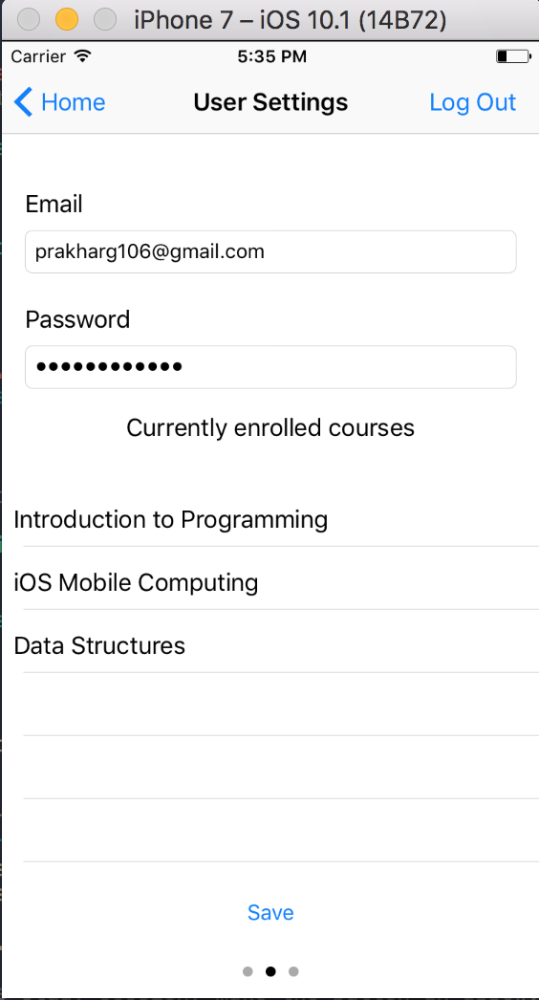 iPhone 7 – iOS 10.1 (14B72)
Carrier 5:35 PM
Home User Settings Log Out
Email
prakharg106@gmail.com
Password
••••••••••••
Currently enrolled courses
Introduction to Programming
iOS Mobile Computing
Data Structures
Save